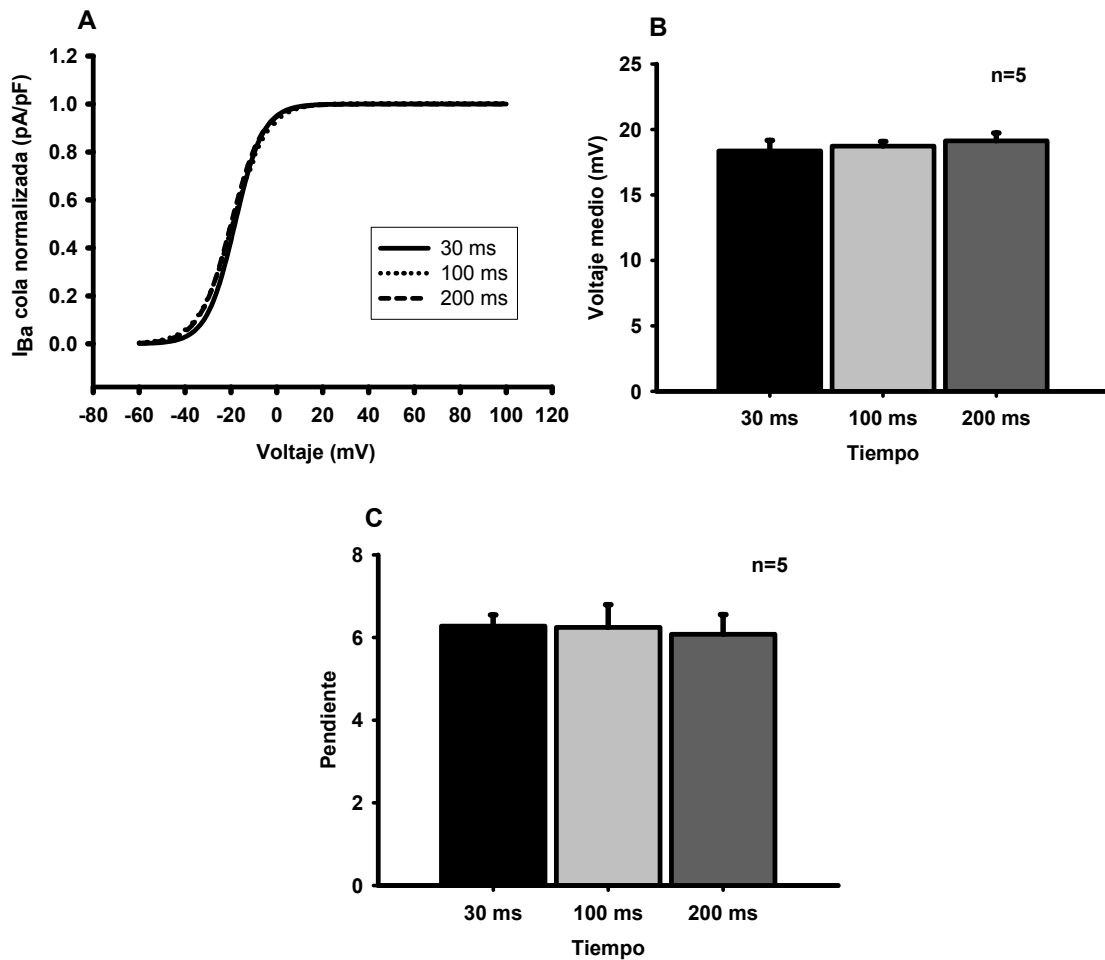 A
I Ba cola normalizada (pA/pF)
1.2
1.0
0.8
0.6
0.4
0.2
0.0
30 ms
100 ms
200 ms
-80 -60 -40 -20 0 20 40 60 80 100 120
Voltaje (mV)
B
Voltaje medio (mV)
25
20
15
10
5
0
n=5
30 ms 100 ms 200 ms
Tiempo
C
Pendiente
8
6
4
2
0
n=5
30 ms 100 ms 200 ms
Tiempo